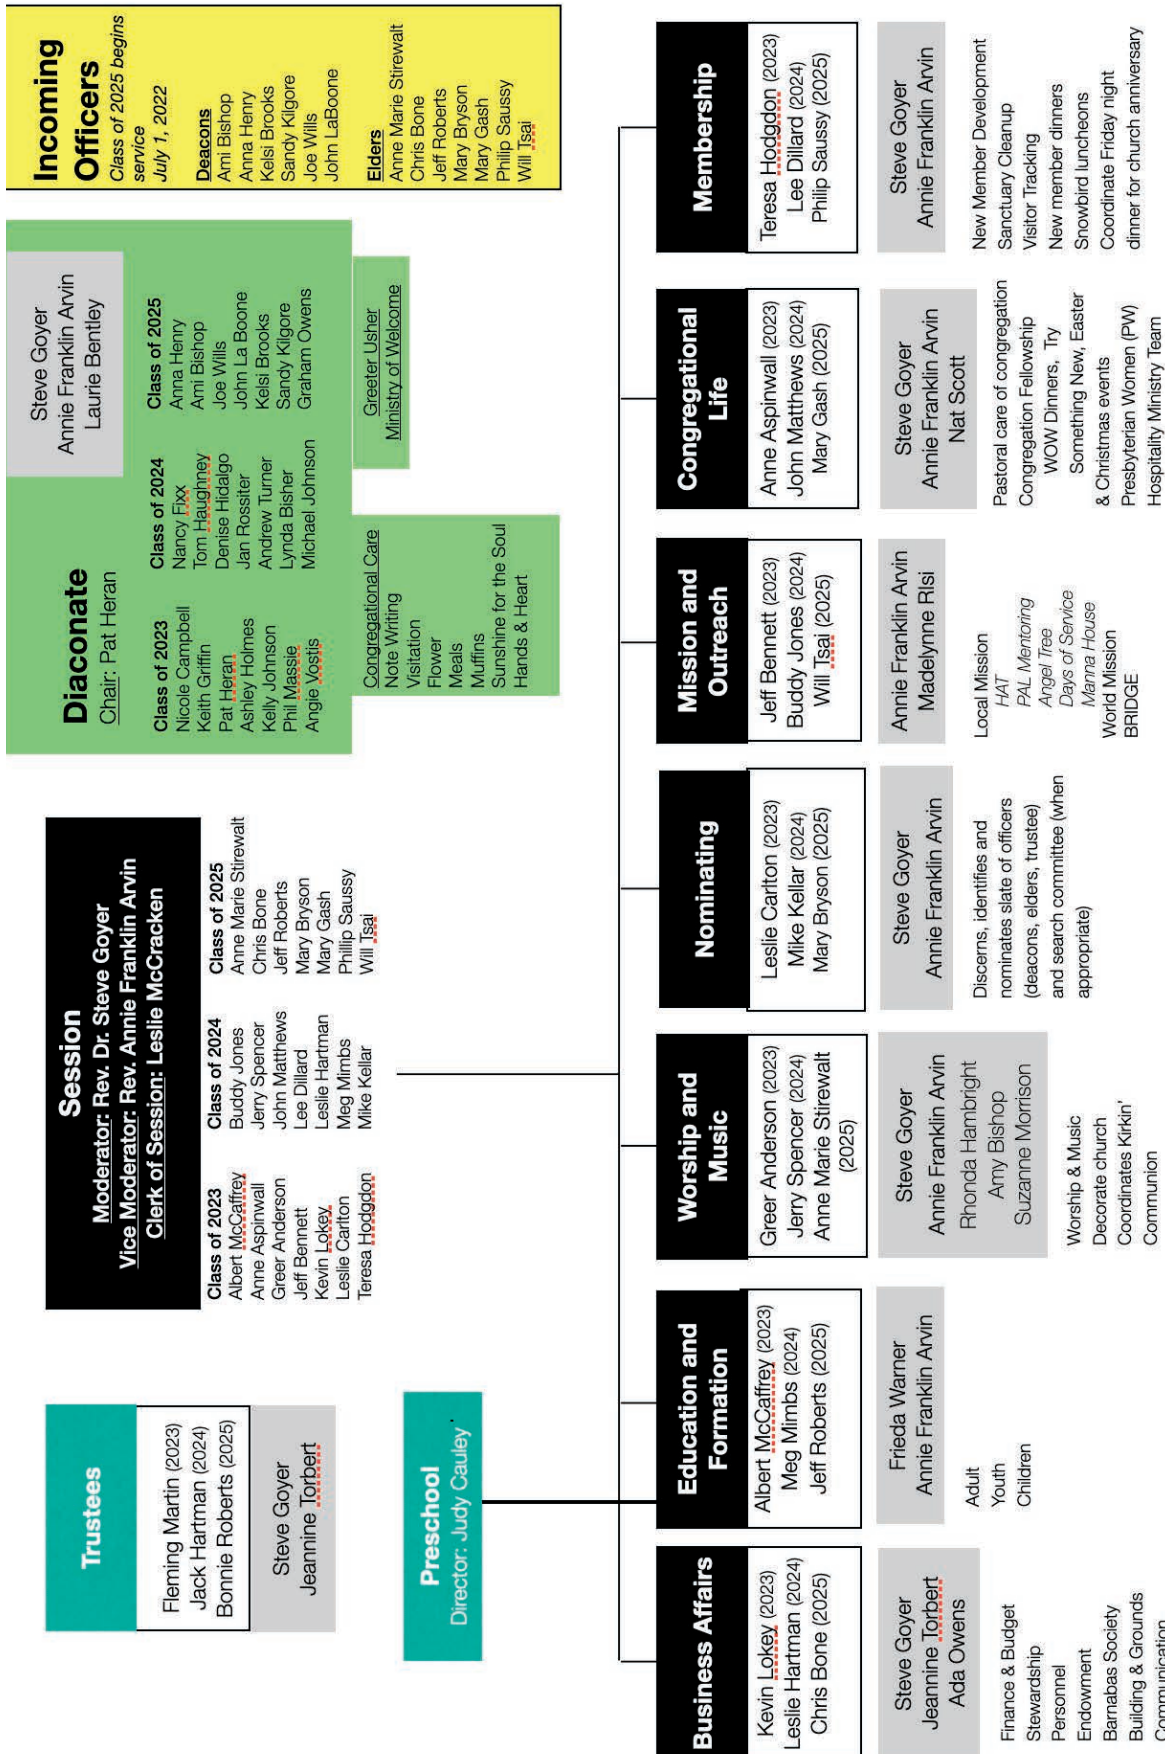 Trustees
Fleming Martin (2023)
Jack Hartman (2024)
Bonnie Roberts (2025)
Steve Goyer
Jeannine Torbert
Preschool
Director: Judy Cauley
Session
Moderator: Rev. Dr. Steve Goyer
Vice Moderator: Rev. Annie Franklin Arvin
Clerk of Session: Leslie McCracken
Class of 2023
Albert McCaffrey
Anne Aspinwall
Greer Anderson
Jeff Bennett
Kevin Lokey
Leslie Carlton
Teresa Hodgdon
Class of 2024
Buddy Jones
Jerry Spencer
John Matthews
Lee Dillard
Leslie Hartman
Meg Mimbs
Mike Kellar
Class of 2025
Anne Marie Stirewalt
Chris Bone
Jeff Roberts
Mary Bryson
Mary Gash
Phillip Saussy
Will Tsai
Diaconate
Chair: Pat Heran
Steve Goyer
Annie Franklin Arvin
Laurie Bentley
Class of 2023
Nicole Campbell
Keith Griffin
Pat Heran
Ashley Holmes
Kelly Johnson
Phil Massie
Angie Vostis
Class of 2024
Nancy Fixx
Tom Haughney
Denise Hidalgo
Jan Rossiter
Andrew Turner
Lynda Bisher
Michael Johnson
Class of 2025
Anna Henry
Ami Bishop
Joe Wills
John La Boone
Kelsi Brooks
Sandy Kilgore
Graham Owens
Congregational Care
Note Writing
Visitation
Flower
Meals
Muffins
Sunshine for the Soul
Hands & Heart
Greeter Usher
Ministry of Welcome
Incoming
Officers
Class of 2025 begins
service
July 1, 2022
Deacons
Ami Bishop
Anna Henry
Kelsi Brooks
Sandy Kilgore
Joe Wills
John LaBoone
Elders
Anne Marie Stirewalt
Chris Bone
Jeff Roberts
Mary Bryson
Mary Gash
Philip Saussy
Will Tsai
Business Affairs
Kevin Lokey (2023)
Leslie Hartman (2024)
Chris Bone (2025)
Steve Goyer
Jeannine Torbert
Ada Owens
Finance & Budget
Stewardship
Personnel
Endowment
Barnabas Society
Building & Grounds
Communication
Education and
Formation
Albert McCaffrey (2023)
Meg Mimbs (2024)
Jeff Roberts (2025)
Frieda Warner
Annie Franklin Arvin
Adult
Youth
Children
Worship and
Music
Greer Anderson (2023)
Jerry Spencer (2024)
Anne Marie Stirewalt
(2025)
Steve Goyer
Annie Franklin Arvin
Rhonda Hambright
Amy Bishop
Suzanne Morrison
Worship & Music
Decorate church
Coordinates Kirkin'
Communion
Nominating
Leslie Carlton (2023)
Mike Kellar (2024)
Mary Bryson (2025)
Steve Goyer
Annie Franklin Arvin
Discerns, identifies and
nominates slate of officers
(deacons, elders, trustee)
and search committee (when
appropriate)
Mission and
Outreach
Jeff Bennett (2023)
Buddy Jones (2024)
Will Tsai (2025)
Annie Franklin Arvin
Madelynne RIsi
Local Mission
HAT
PAL Mentoring
Angel Tree
Days of Service
Manna House
World Mission
BRIDGE
Congregational
Life
Anne Aspinwall (2023)
John Matthews (2024)
Mary Gash (2025)
Steve Goyer
Annie Franklin Arvin
Nat Scott
Pastoral care of congregation
Congregation Fellowship
WOW Dinners, Try
Something New, Easter
& Christmas events
Presbyterian Women (PW)
Hospitality Ministry Team
Membership
Teresa Hodgdon (2023)
Lee Dillard (2024)
Philip Saussy (2025)
Steve Goyer
Annie Franklin Arvin
New Member Development
Sanctuary Cleanup
Visitor Tracking
New member dinners
Snowbird luncheons
Coordinate Friday night
dinner for church anniversary